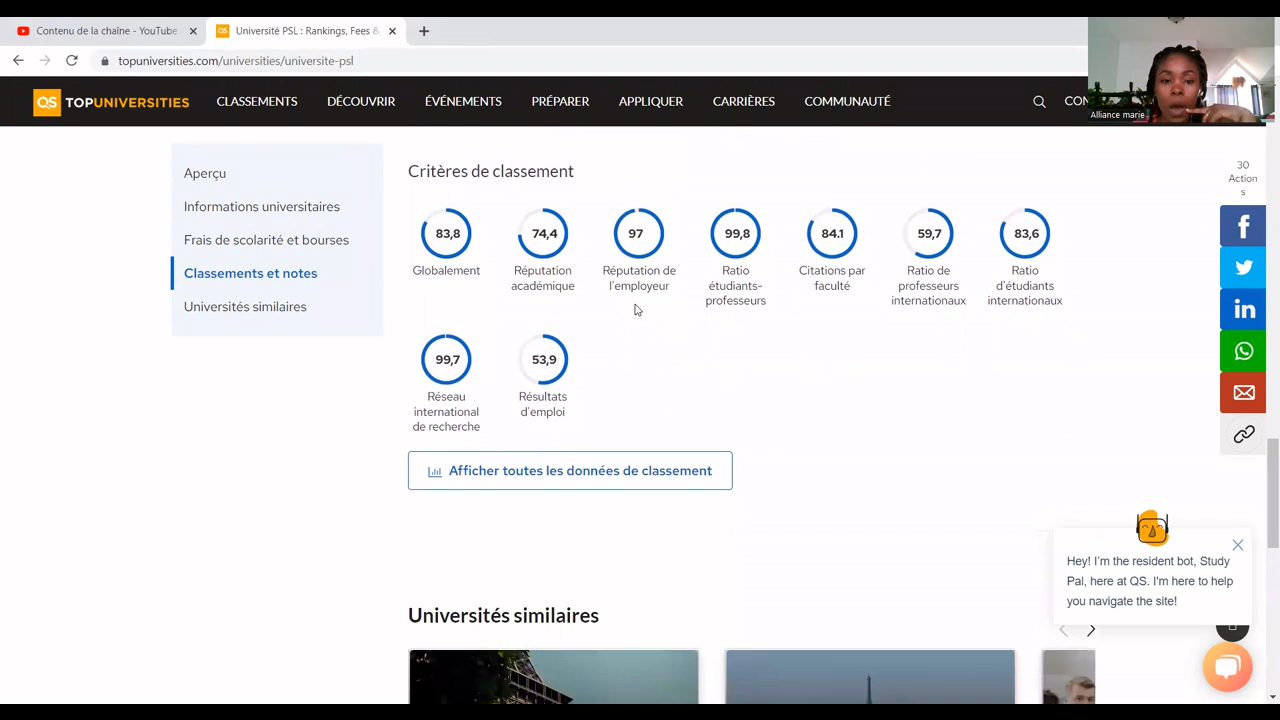 Contenu de la chaîne - YouTube
Université PSL : Rankings, Fees &
topuniversities.com/universities/universite-psl
Alliance marie
QS TOPUNIVERSITIES
CLASSEMENTS
DÉCOUVRIR
ÉVÉNEMENTS
PRÉPARER
APPLIQUER
CARRIÈRES
COMMUNAUTÉ
CON
Aperçu
Informations universitaires
Frais de scolarité et bourses
Classements et notes
Universités similaires
Critères de classement
83,8
Globalement
74,4
Réputation
académique
97
Réputation de
l'employeur
99,8
Ratio
étudiants-
professeurs
84.1
Citations par
faculté
59,7
Ratio de
professeurs
internationaux
83,6
Ratio
d'étudiants
internationaux
99,7
Réseau
international
de recherche
53,9
Résultats
d'emploi
Afficher toutes les données de classement
30
Action
s
Hey! I'm the resident bot, Study
Pal, here at QS. I'm here to help
you navigate the site!
Universités similaires